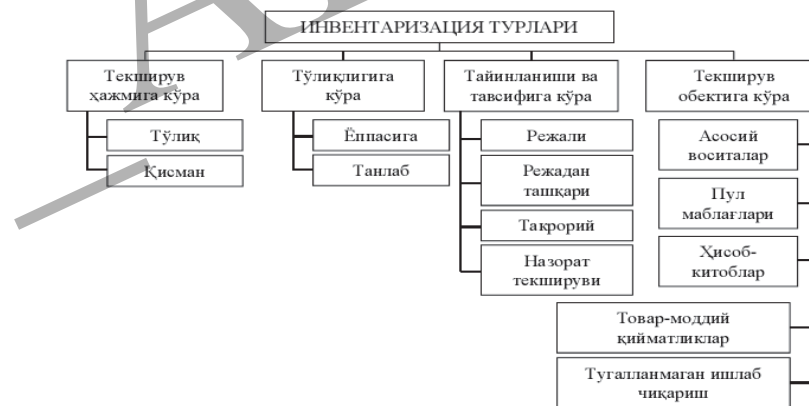 ИНВЕНТАРИЗАЦИЯ ТУРЛАРИ
Текширув
ҳажмига кўра
Тўлиқ
Қисман
Тўлиқлигига
кўра
Ёппасига
Танлаб
Тайинланиши ва
тавсифига кўра
Режали
Режадан
ташқари
Такрорий
Назорат
текшируви
Текширув
обектига кўра
Асосий
воситалар
Пул
маблағлари
Ҳисоб-
китоблар
Товар-моддий
қийматликлар
Тугалланмаган ишлаб
чиқариш